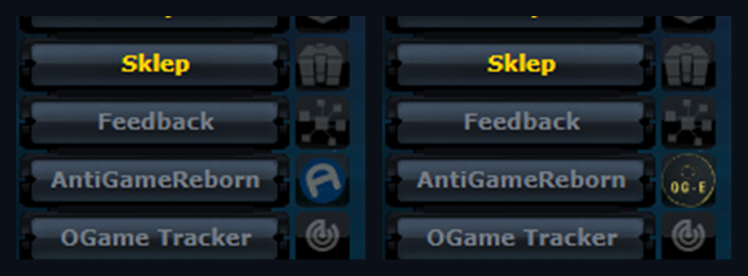 Sklep
Feedback
AntiGameReborn
OGame Tracker
Sklep
Feedback
AntiGameReborn
OG-E
OGame Tracker